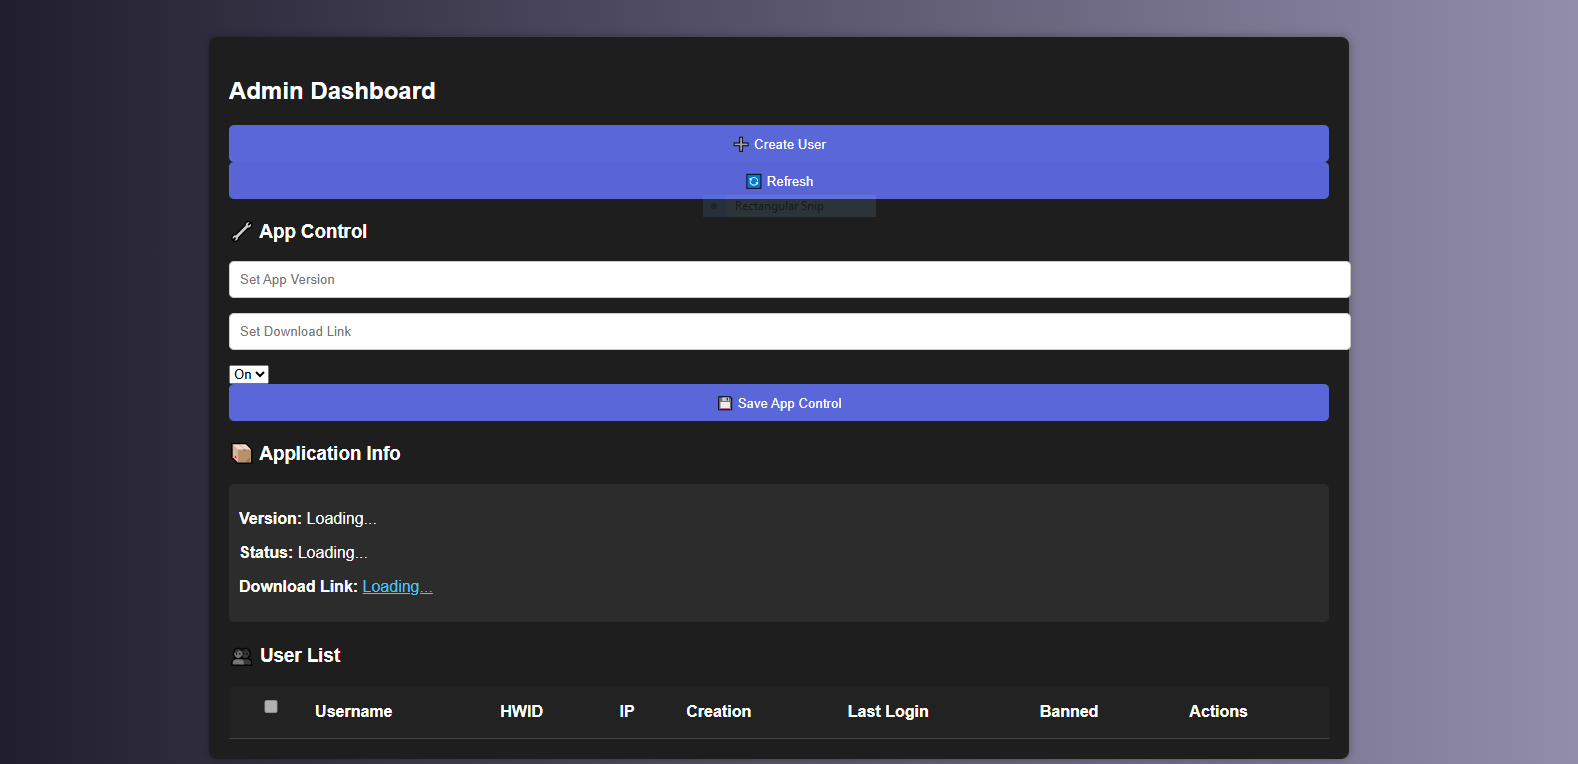 Admin Dashboard
Create User
Refresh
Rectangular Snip
App Control
Set App Version
Set Download Link
On
Save App Control
Application Info
Version: Loading...
Status: Loading...
Download Link: Loading...
User List
Username HWID IP Creation Last Login Banned Actions